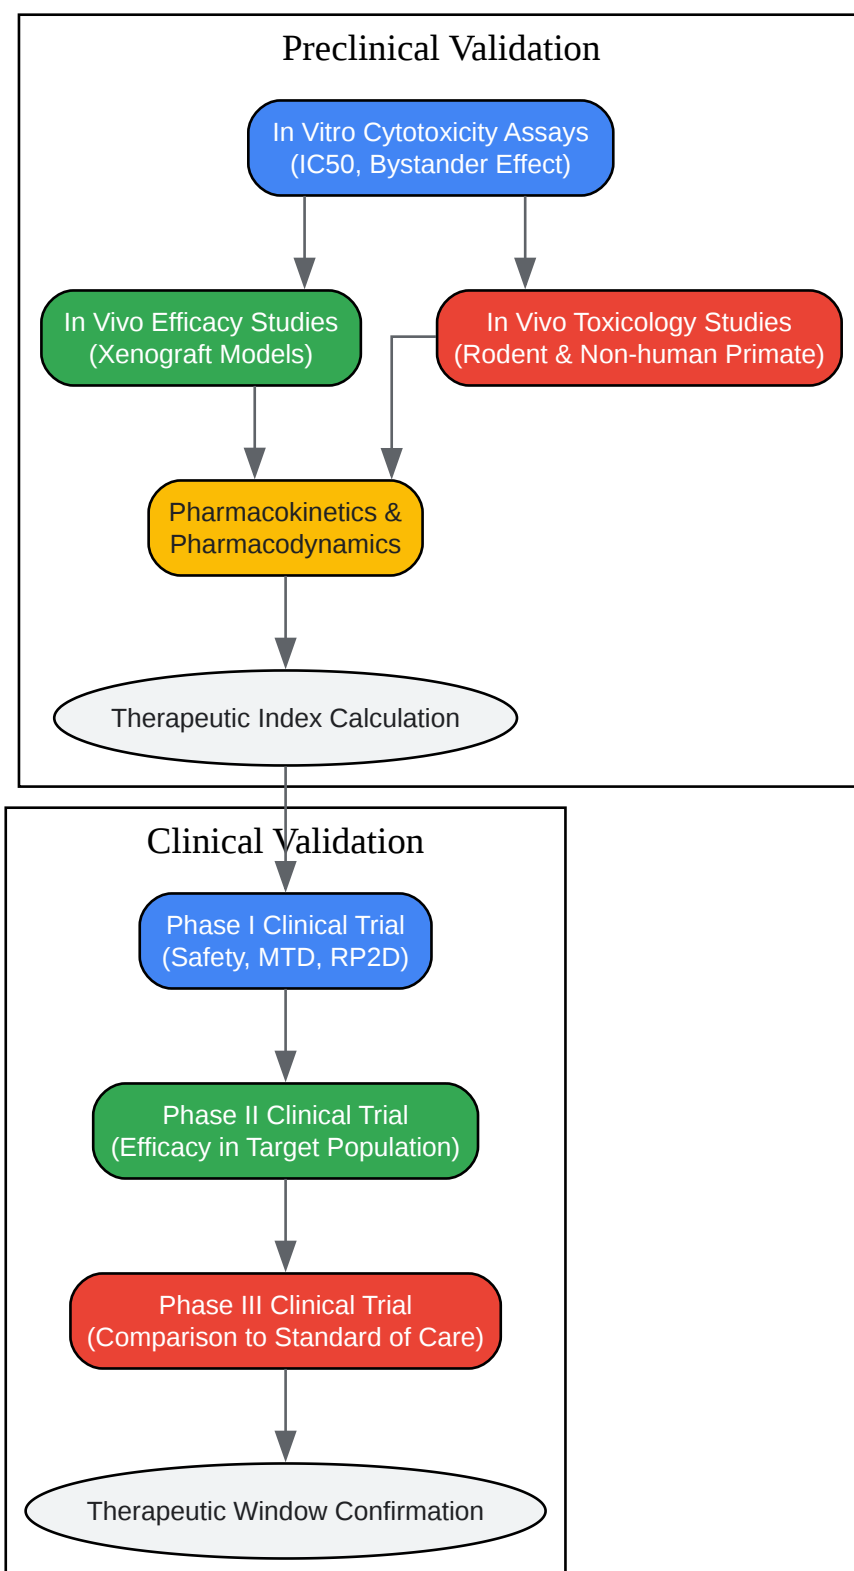 Preclinical Validation
In Vitro Cytotoxicity Assays
(IC50, Bystander Effect)
In Vivo Efficacy Studies
(Xenograft Models)
In Vivo Toxicology Studies
(Rodent & Non-human Primate)
Pharmacokinetics &
Pharmacodynamics
Therapeutic Index Calculation
Clinical Validation
Phase I Clinical Trial
(Safety, MTD, RP2D)
Phase II Clinical Trial
(Efficacy in Target Population)
Phase III Clinical Trial
(Comparison to Standard of Care)
Therapeutic Window Confirmation